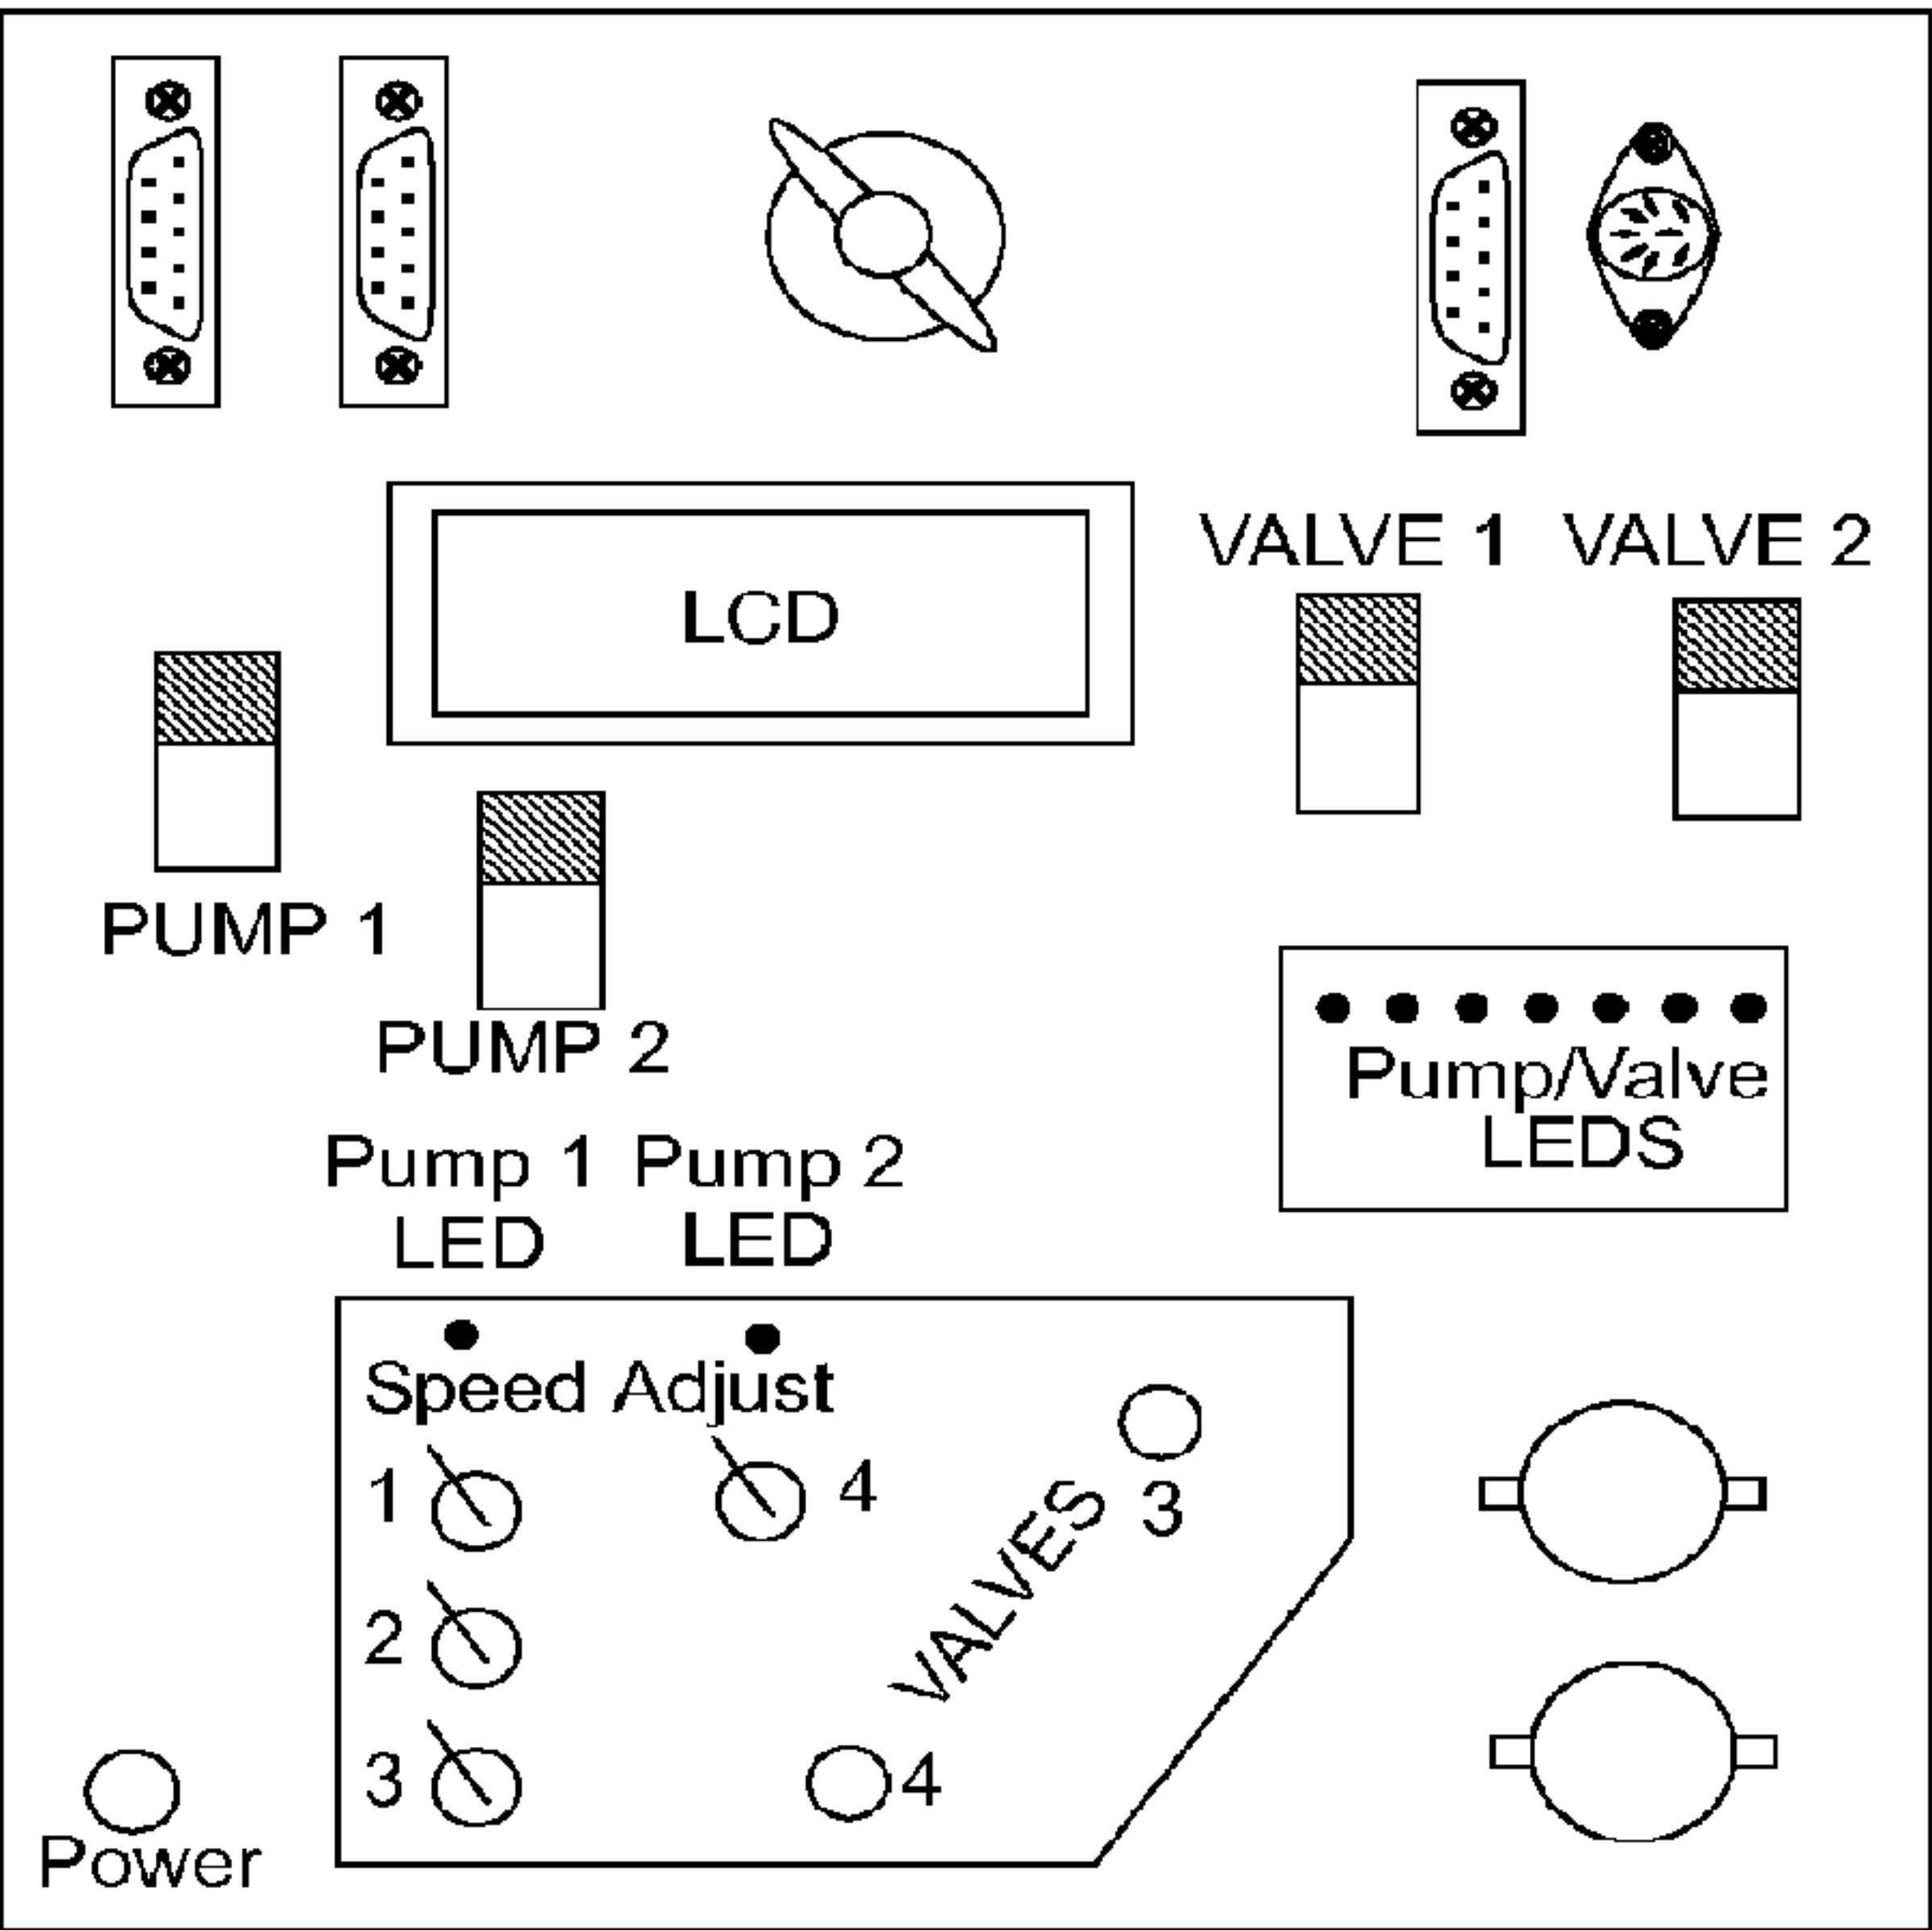 VALVE 1 VALVE 2
LCD
PUMP 1
PUMP 2
Pump/Valve
LEDS
Pump 1 Pump 2
LED LED
Speed Adjust
1 4
3
VALVES
2
3 4
Power